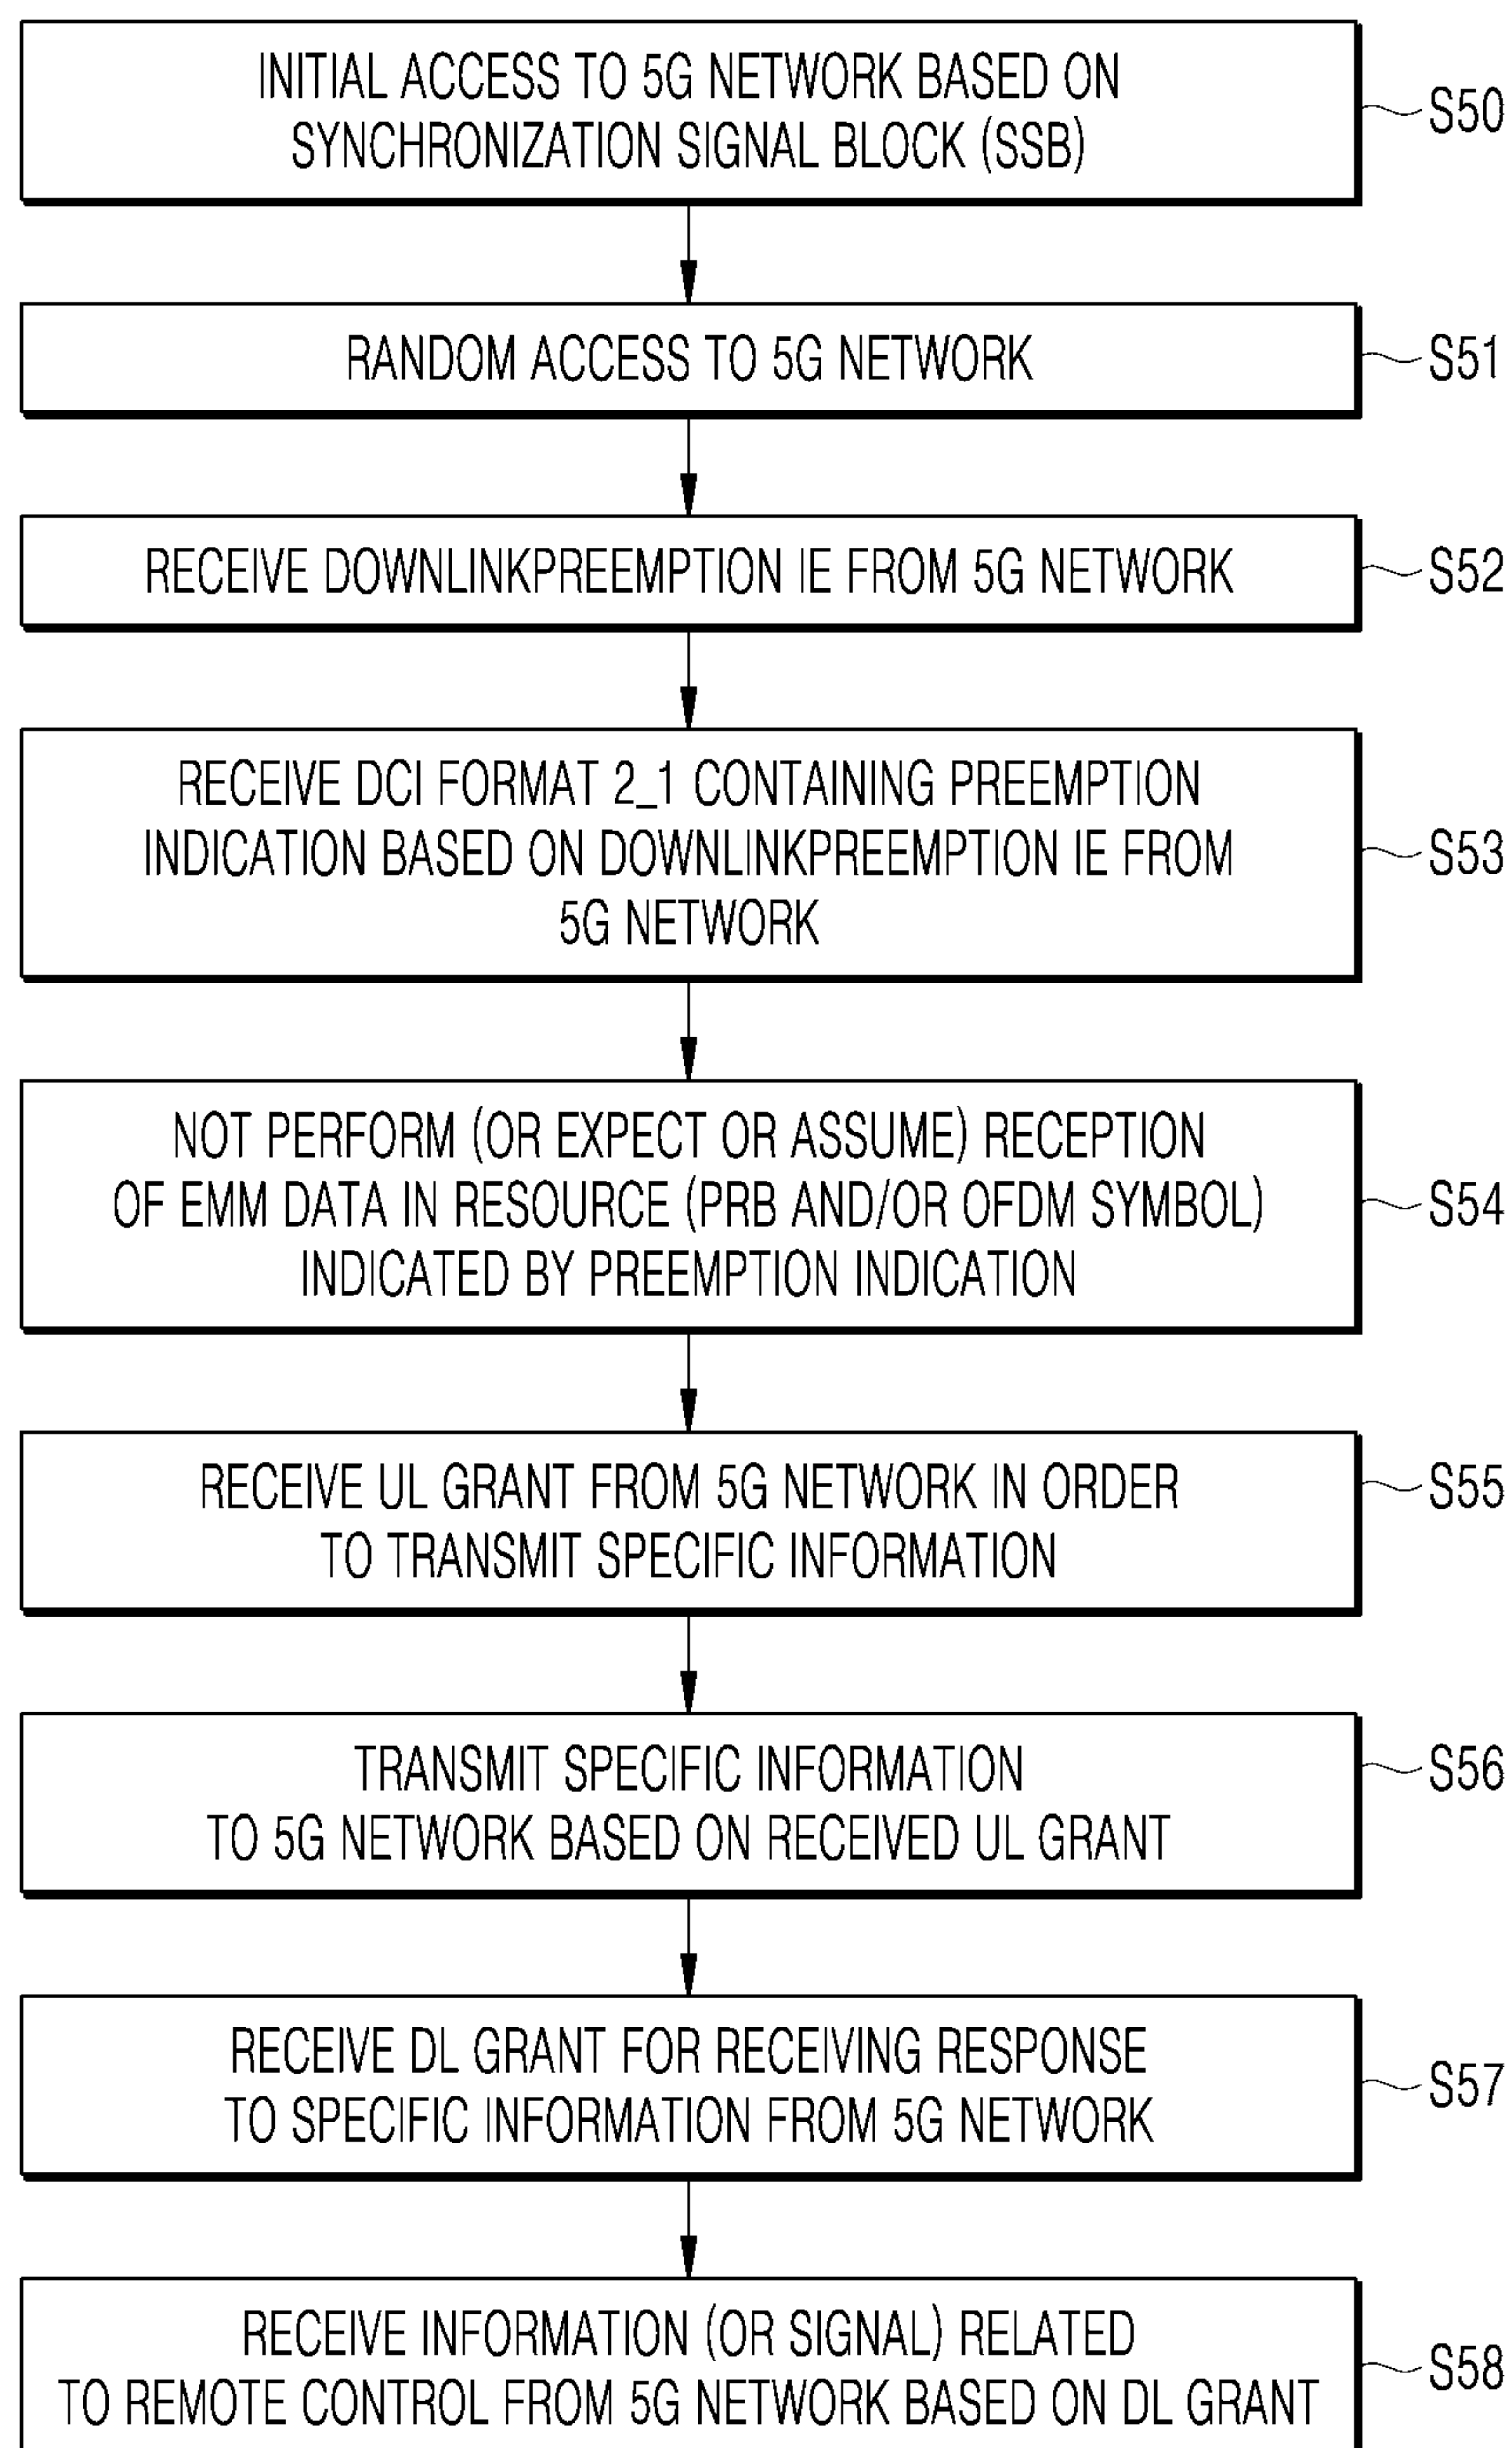 INITIAL ACCESS TO 5G NETWORK BASED ON
SYNCHRONIZATION SIGNAL BLOCK (SSB)
S50
RANDOM ACCESS TO 5G NETWORK
S51
RECEIVE DOWNLINKPREEMPTION IE FROM 5G NETWORK
S52
RECEIVE DCI FORMAT 2_1 CONTAINING PREEMPTION
INDICATION BASED ON DOWNLINKPREEMPTION IE FROM
5G NETWORK
S53
NOT PERFORM (OR EXPECT OR ASSUME) RECEPTION
OF EMM DATA IN RESOURCE (PRB AND/OR OFDM SYMBOL)
INDICATED BY PREEMPTION INDICATION
S54
RECEIVE UL GRANT FROM 5G NETWORK IN ORDER
TO TRANSMIT SPECIFIC INFORMATION
S55
TRANSMIT SPECIFIC INFORMATION
TO 5G NETWORK BASED ON RECEIVED UL GRANT
S56
RECEIVE DL GRANT FOR RECEIVING RESPONSE
TO SPECIFIC INFORMATION FROM 5G NETWORK
S57
RECEIVE INFORMATION (OR SIGNAL) RELATED
TO REMOTE CONTROL FROM 5G NETWORK BASED ON DL GRANT
S58